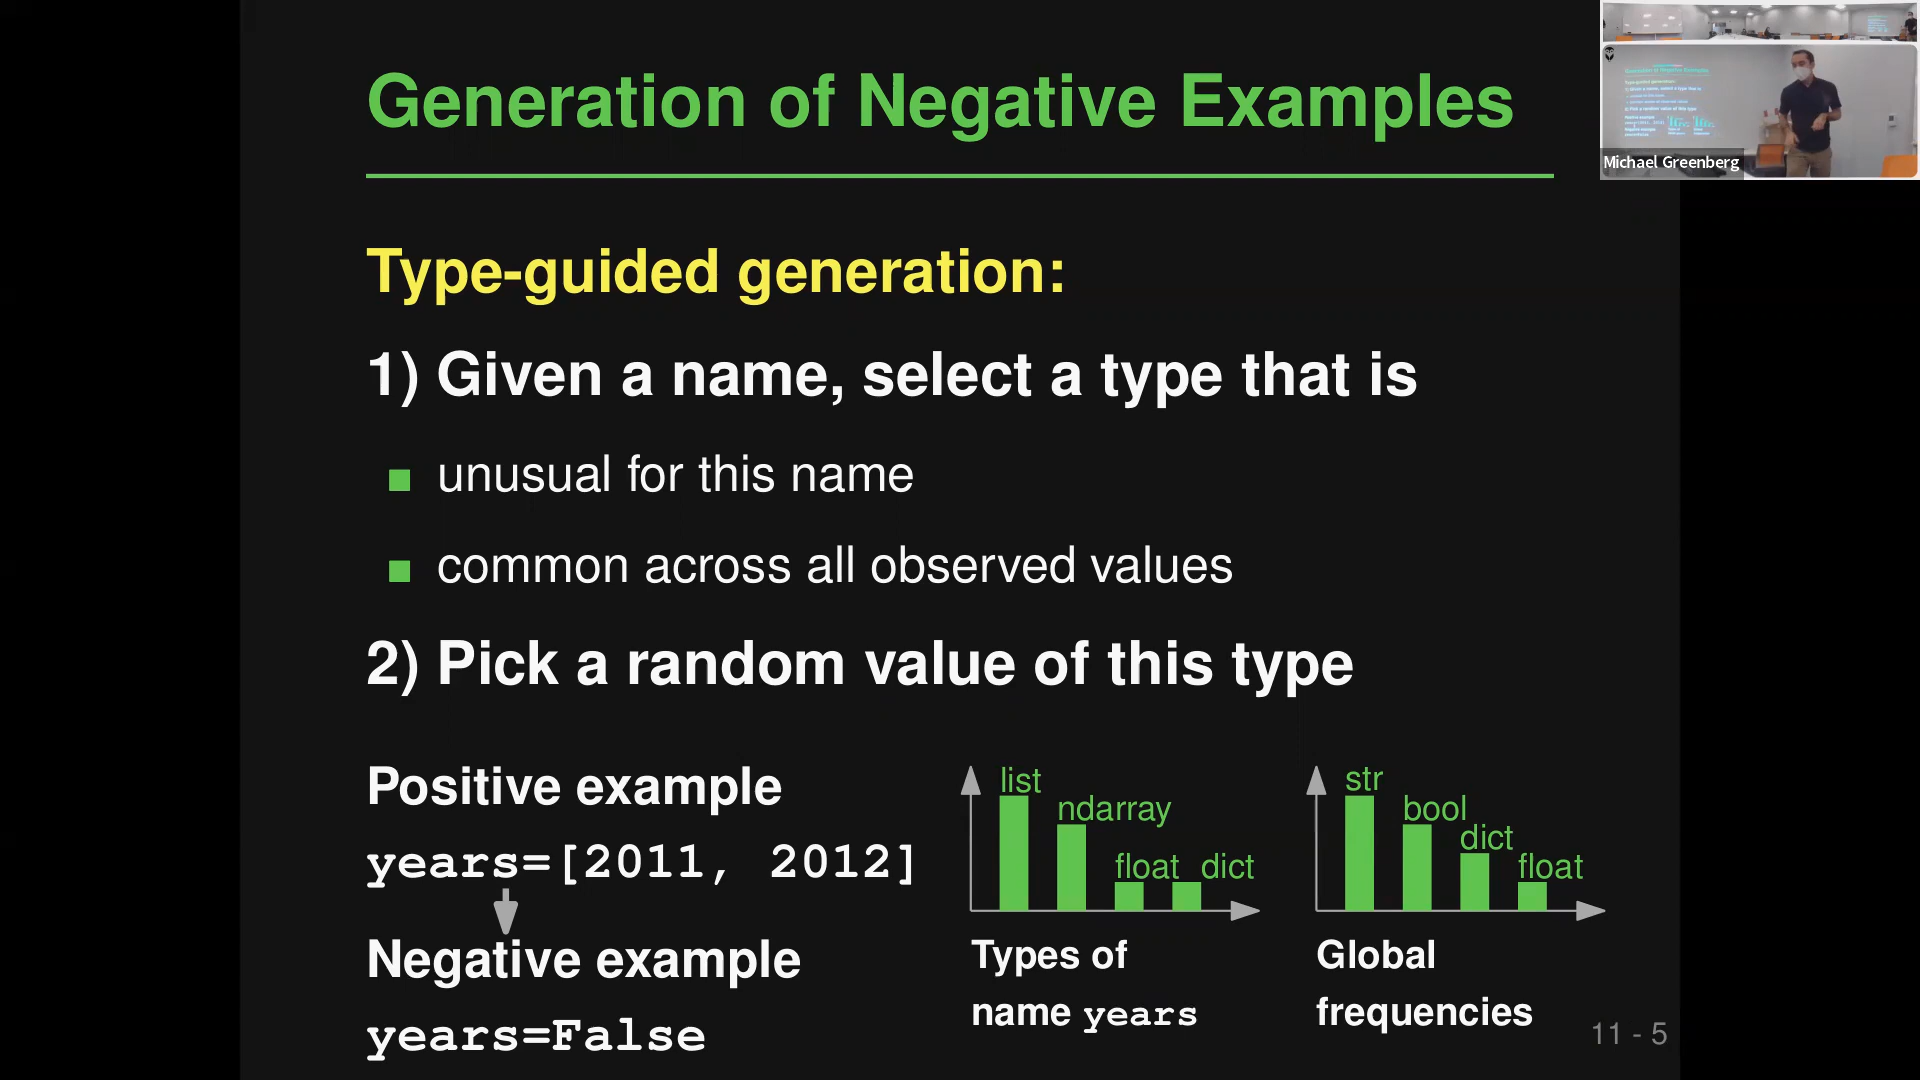 Generation of Negative Examples
Michael Greenberg
Type-guided generation:
1) Given a name, select a type that is
unusual for this name
common across all observed values
2) Pick a random value of this type
Positive example
years=[2011, 2012]
Negative example
years=False
list
ndarray
float dict
Types of
name years
str
bool
dict
float
Global
frequencies
11 - 5